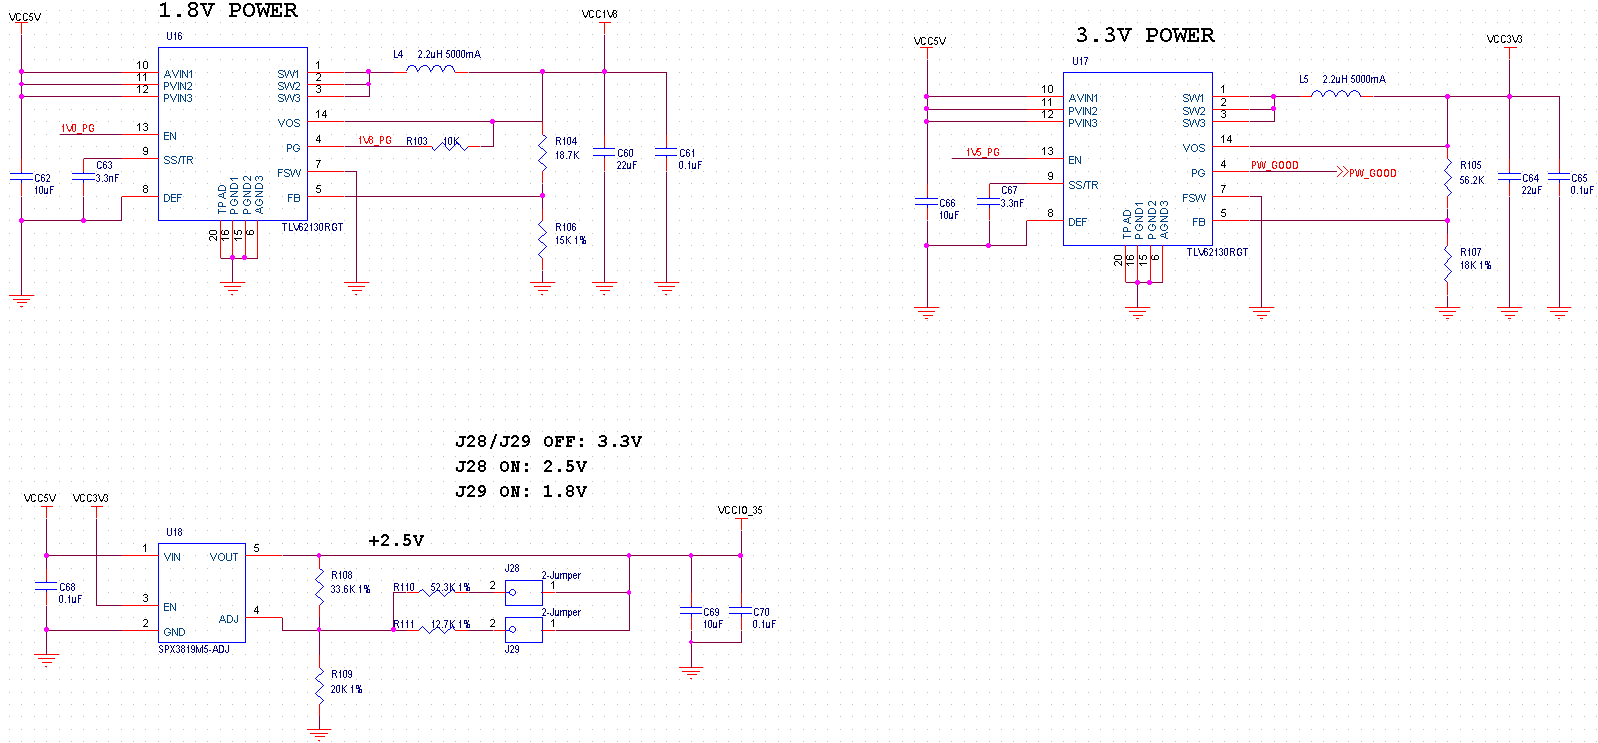 1.8V POWER
VCC5V
U16
10 AVIN1
11 PVIN2
12 PVIN3
13 EN
1V0_PG
9 SS/TR
8 DEF
SW1 1
SW2 2
SW3 3
VOS 14
PG 4
FSW 7
FB 5
TPAD PGND1 PGND2 AGND3
20 16 15 6
TLV62130RGT
C62
10uF
C63
3.3nF
L4 2.2uH 5000mA
1V8_PG
R103 10K
R104
18.7K
R106
15K 1%
VCC1V8
C60
22uF
C61
0.1uF
3.3V POWER
VCC5V
U17
10 AVIN1
11 PVIN2
12 PVIN3
13 EN
1V5_PG
9 SS/TR
8 DEF
SW1 1
SW2 2
SW3 3
VOS 14
PG 4
FSW 7
FB 5
TPAD PGND1 PGND2 AGND3
20 16 15 6
TLV62130RGT
C66
10uF
C67
3.3nF
L5 2.2uH 5000mA
PW_GOOD
PW_GOOD
R105
56.2K
R107
18K 1%
VCC3V3
C64
22uF
C65
0.1uF
J28/J29 OFF: 3.3V
J28 ON: 2.5V
J29 ON: 1.8V
VCC5V
VCC3V3
U18
1 VIN
3 EN
2 GND
VOUT 5
ADJ 4
SPX3819M5-ADJ
C68
0.1uF
+2.5V
R108
33.6K 1%
R109
20K 1%
R110 52.3K 1%
R111 12.7K 1%
J28
2-Jumper
2 1
2-Jumper
2 1
J29
VCCIO_35
C69
10uF
C70
0.1uF